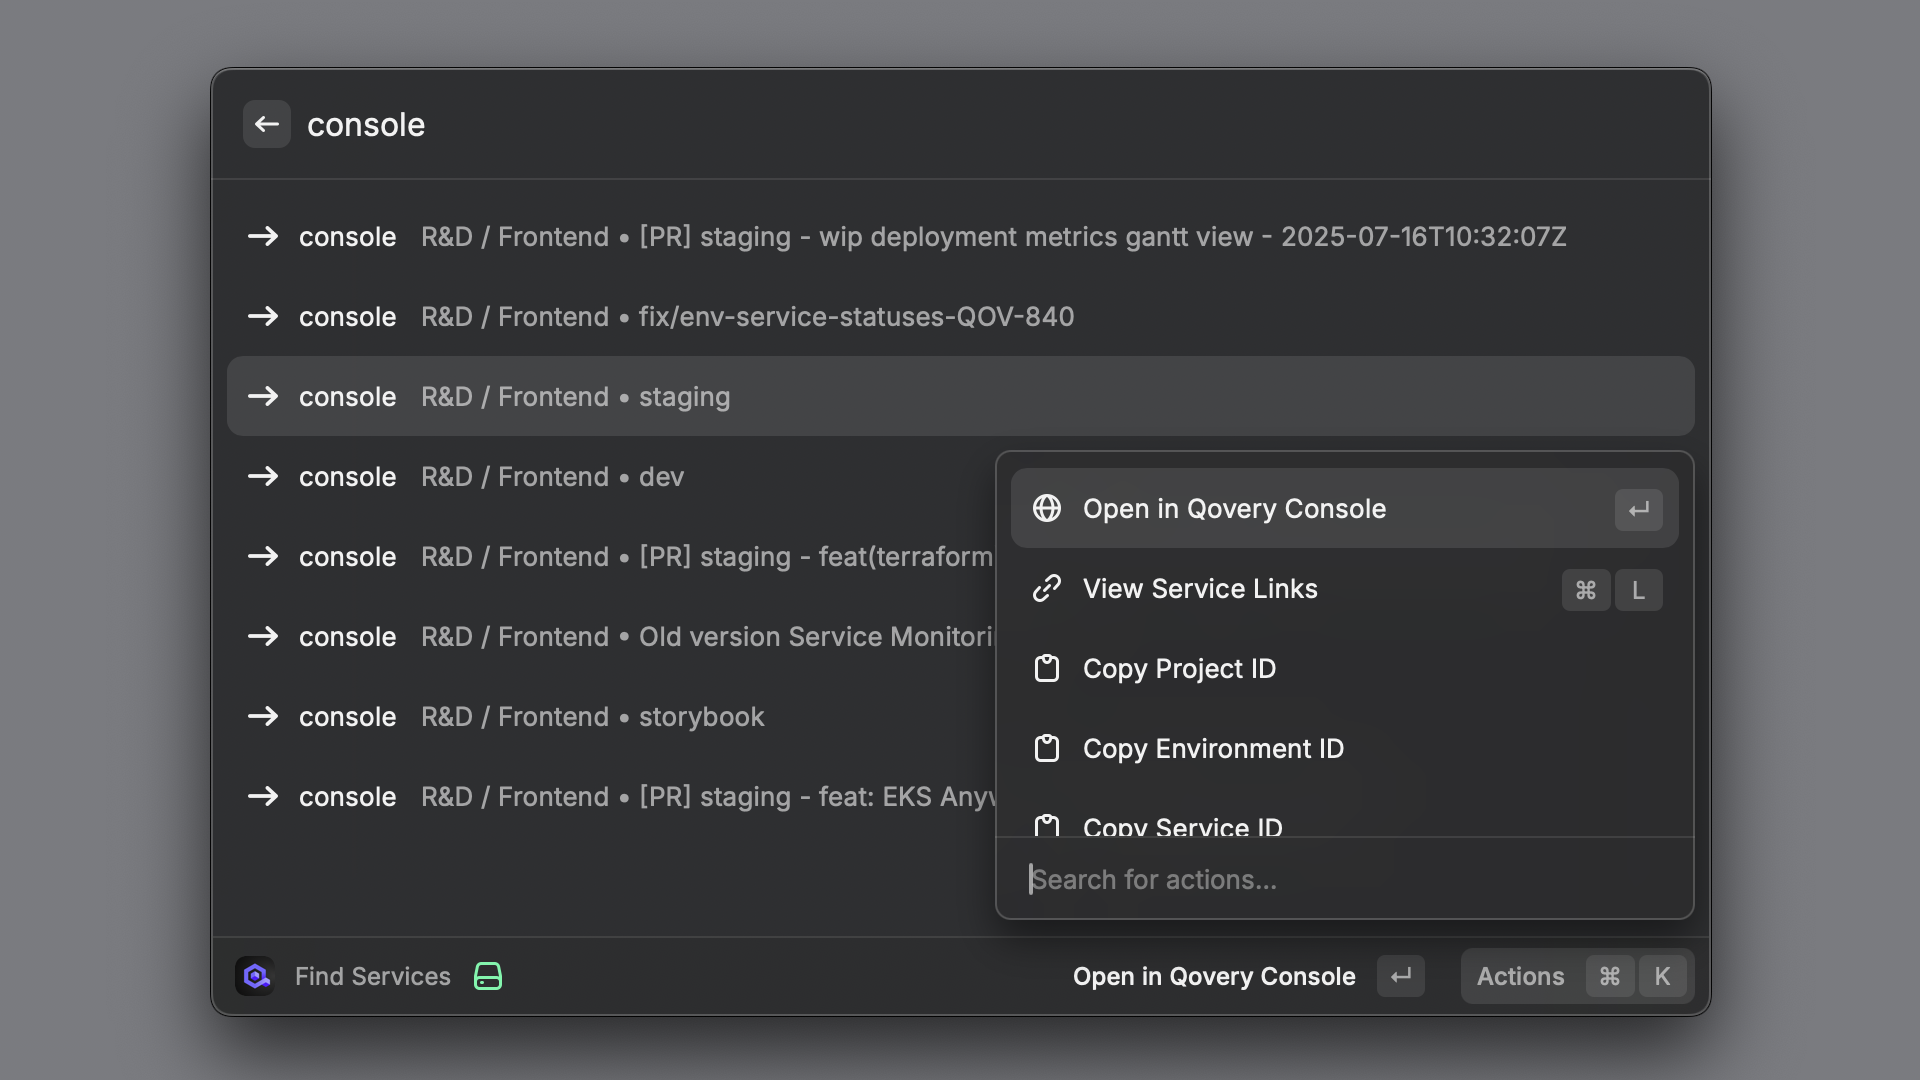 console
console R&D / Frontend • [PR] staging - wip deployment metrics gantt view - 2025-07-16T10:32:07Z
console R&D / Frontend • fix/env-service-statuses-QOV-840
console R&D / Frontend • staging
console R&D / Frontend • dev
console R&D / Frontend • [PR] staging - feat(terraform
console R&D / Frontend • Old version Service
console R&D / Frontend • storybook
console R&D / Frontend • [PR] staging - feat: EKS
Open in Qovery Console ↵
View Service Links ⌘ L
Copy Project ID
Copy Environment ID
Copy Service ID
Search for actions...
Find Services Open in Qovery Console ↵ Actions ⌘ K